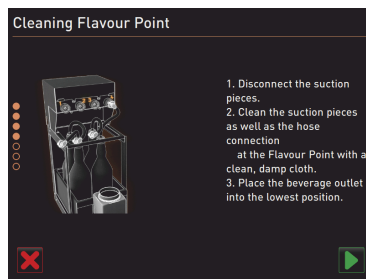 Cleaning Flavour Point
1. Disconnect the suction
pieces.
2. Clean the suction pieces
as well as the hose
connection
at the Flavour Point with a
clean, damp cloth.
3. Place the beverage outlet
into the lowest position.